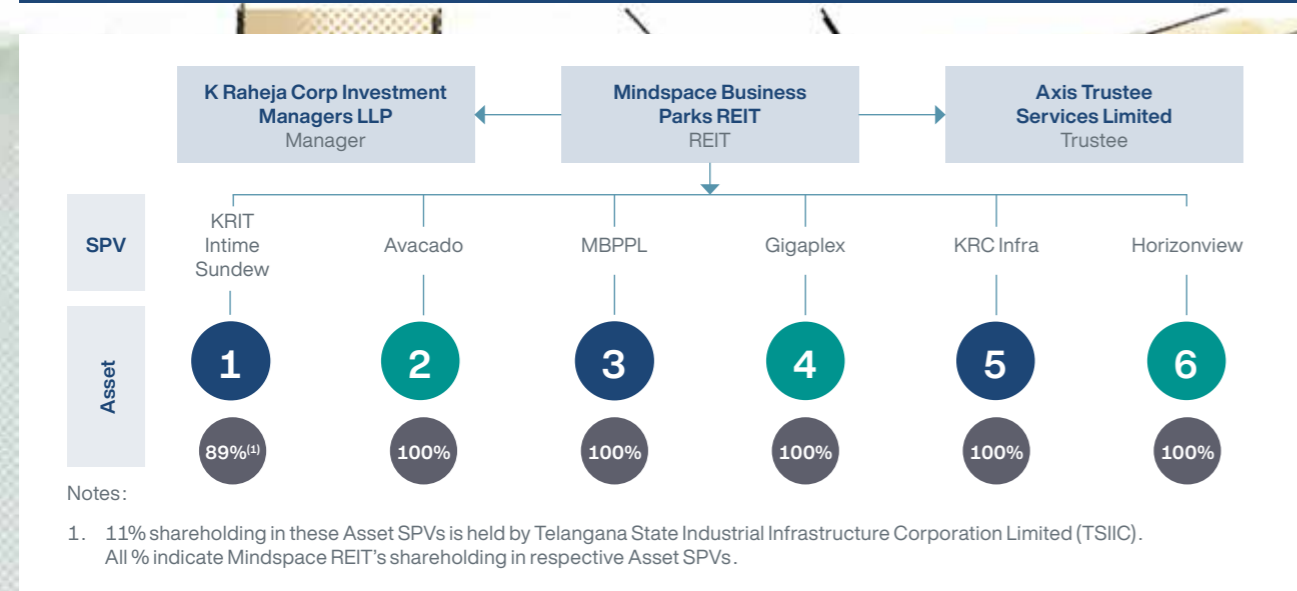 K Raheja Corp Investment
Managers LLP
Manager
Mindspace Business
Parks REIT
REIT
Axis Trustee
Services Limited
Trustee
SPV
KRIT
Intime
Sundew
Avacado
MBPPL
Gigaplex
KRC Infra
Horizonview
Asset
1
2
3
4
5
6
89%(1)
100%
100%
100%
100%
100%
Notes:
1. 11% shareholding in these Asset SPVs is held by Telangana State Industrial Infrastructure Corporation Limited (TSIIC).
All % indicate Mindspace REIT's shareholding in respective Asset SPVs.